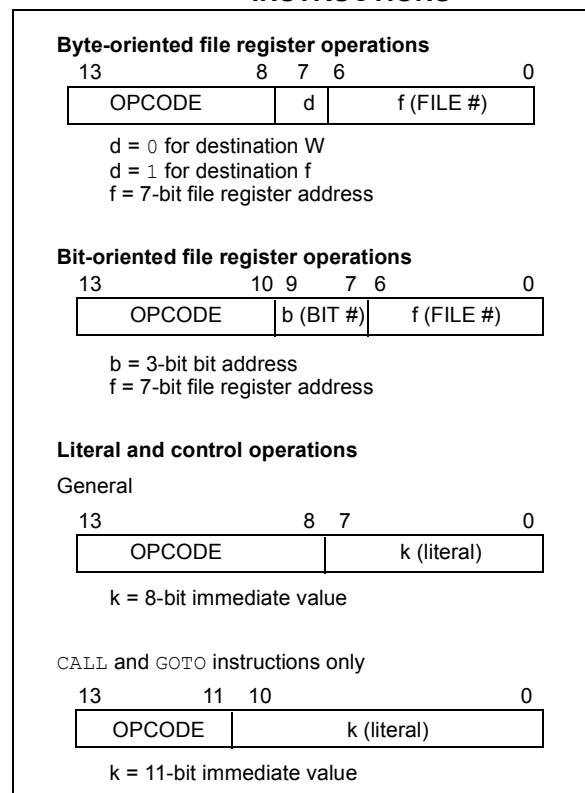 Byte-oriented file register operations
13 8 7 6 0
OPCODE d f (FILE #)
d = 0 for destination W
d = 1 for destination f
f = 7-bit file register address
Bit-oriented file register operations
13 10 9 7 6 0
OPCODE b (BIT #) f (FILE #)
b = 3-bit bit address
f = 7-bit file register address
Literal and control operations
General
13 8 7 0
OPCODE k (literal)
k = 8-bit immediate value
CALL and GOTO instructions only
13 11 10 0
OPCODE k (literal)
k = 11-bit immediate value